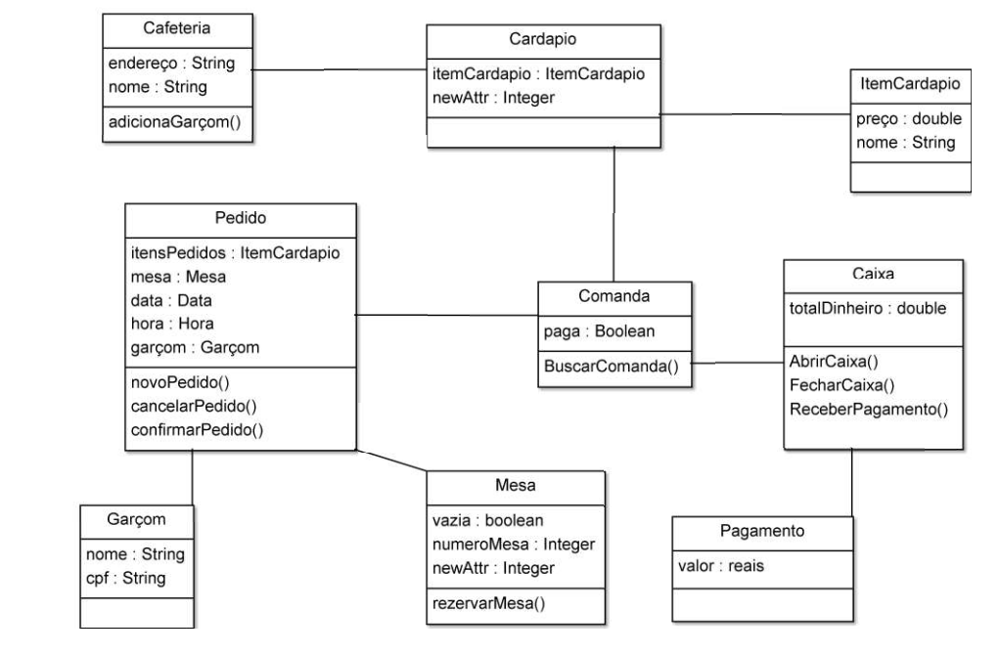 Cafeteria
endereço : String
nome : String
adicionaGarçom()
Cardapio
itemCardapio : ItemCardapio
newAttr : Integer
ItemCardapio
preço : double
nome : String
Pedido
itensPedidos : ItemCardapio
mesa : Mesa
data : Data
hora : Hora
garçom : Garçom
novoPedido()
cancelarPedido()
confirmarPedido()
Comanda
paga : Boolean
BuscarComanda()
Caixa
totalDinheiro : double
AbrirCaixa()
FecharCaixa()
ReceberPagamento()
Garçom
nome : String
cpf : String
Mesa
vazia : boolean
numeroMesa : Integer
newAttr : Integer
rezervarMesa()
Pagamento
valor : reais